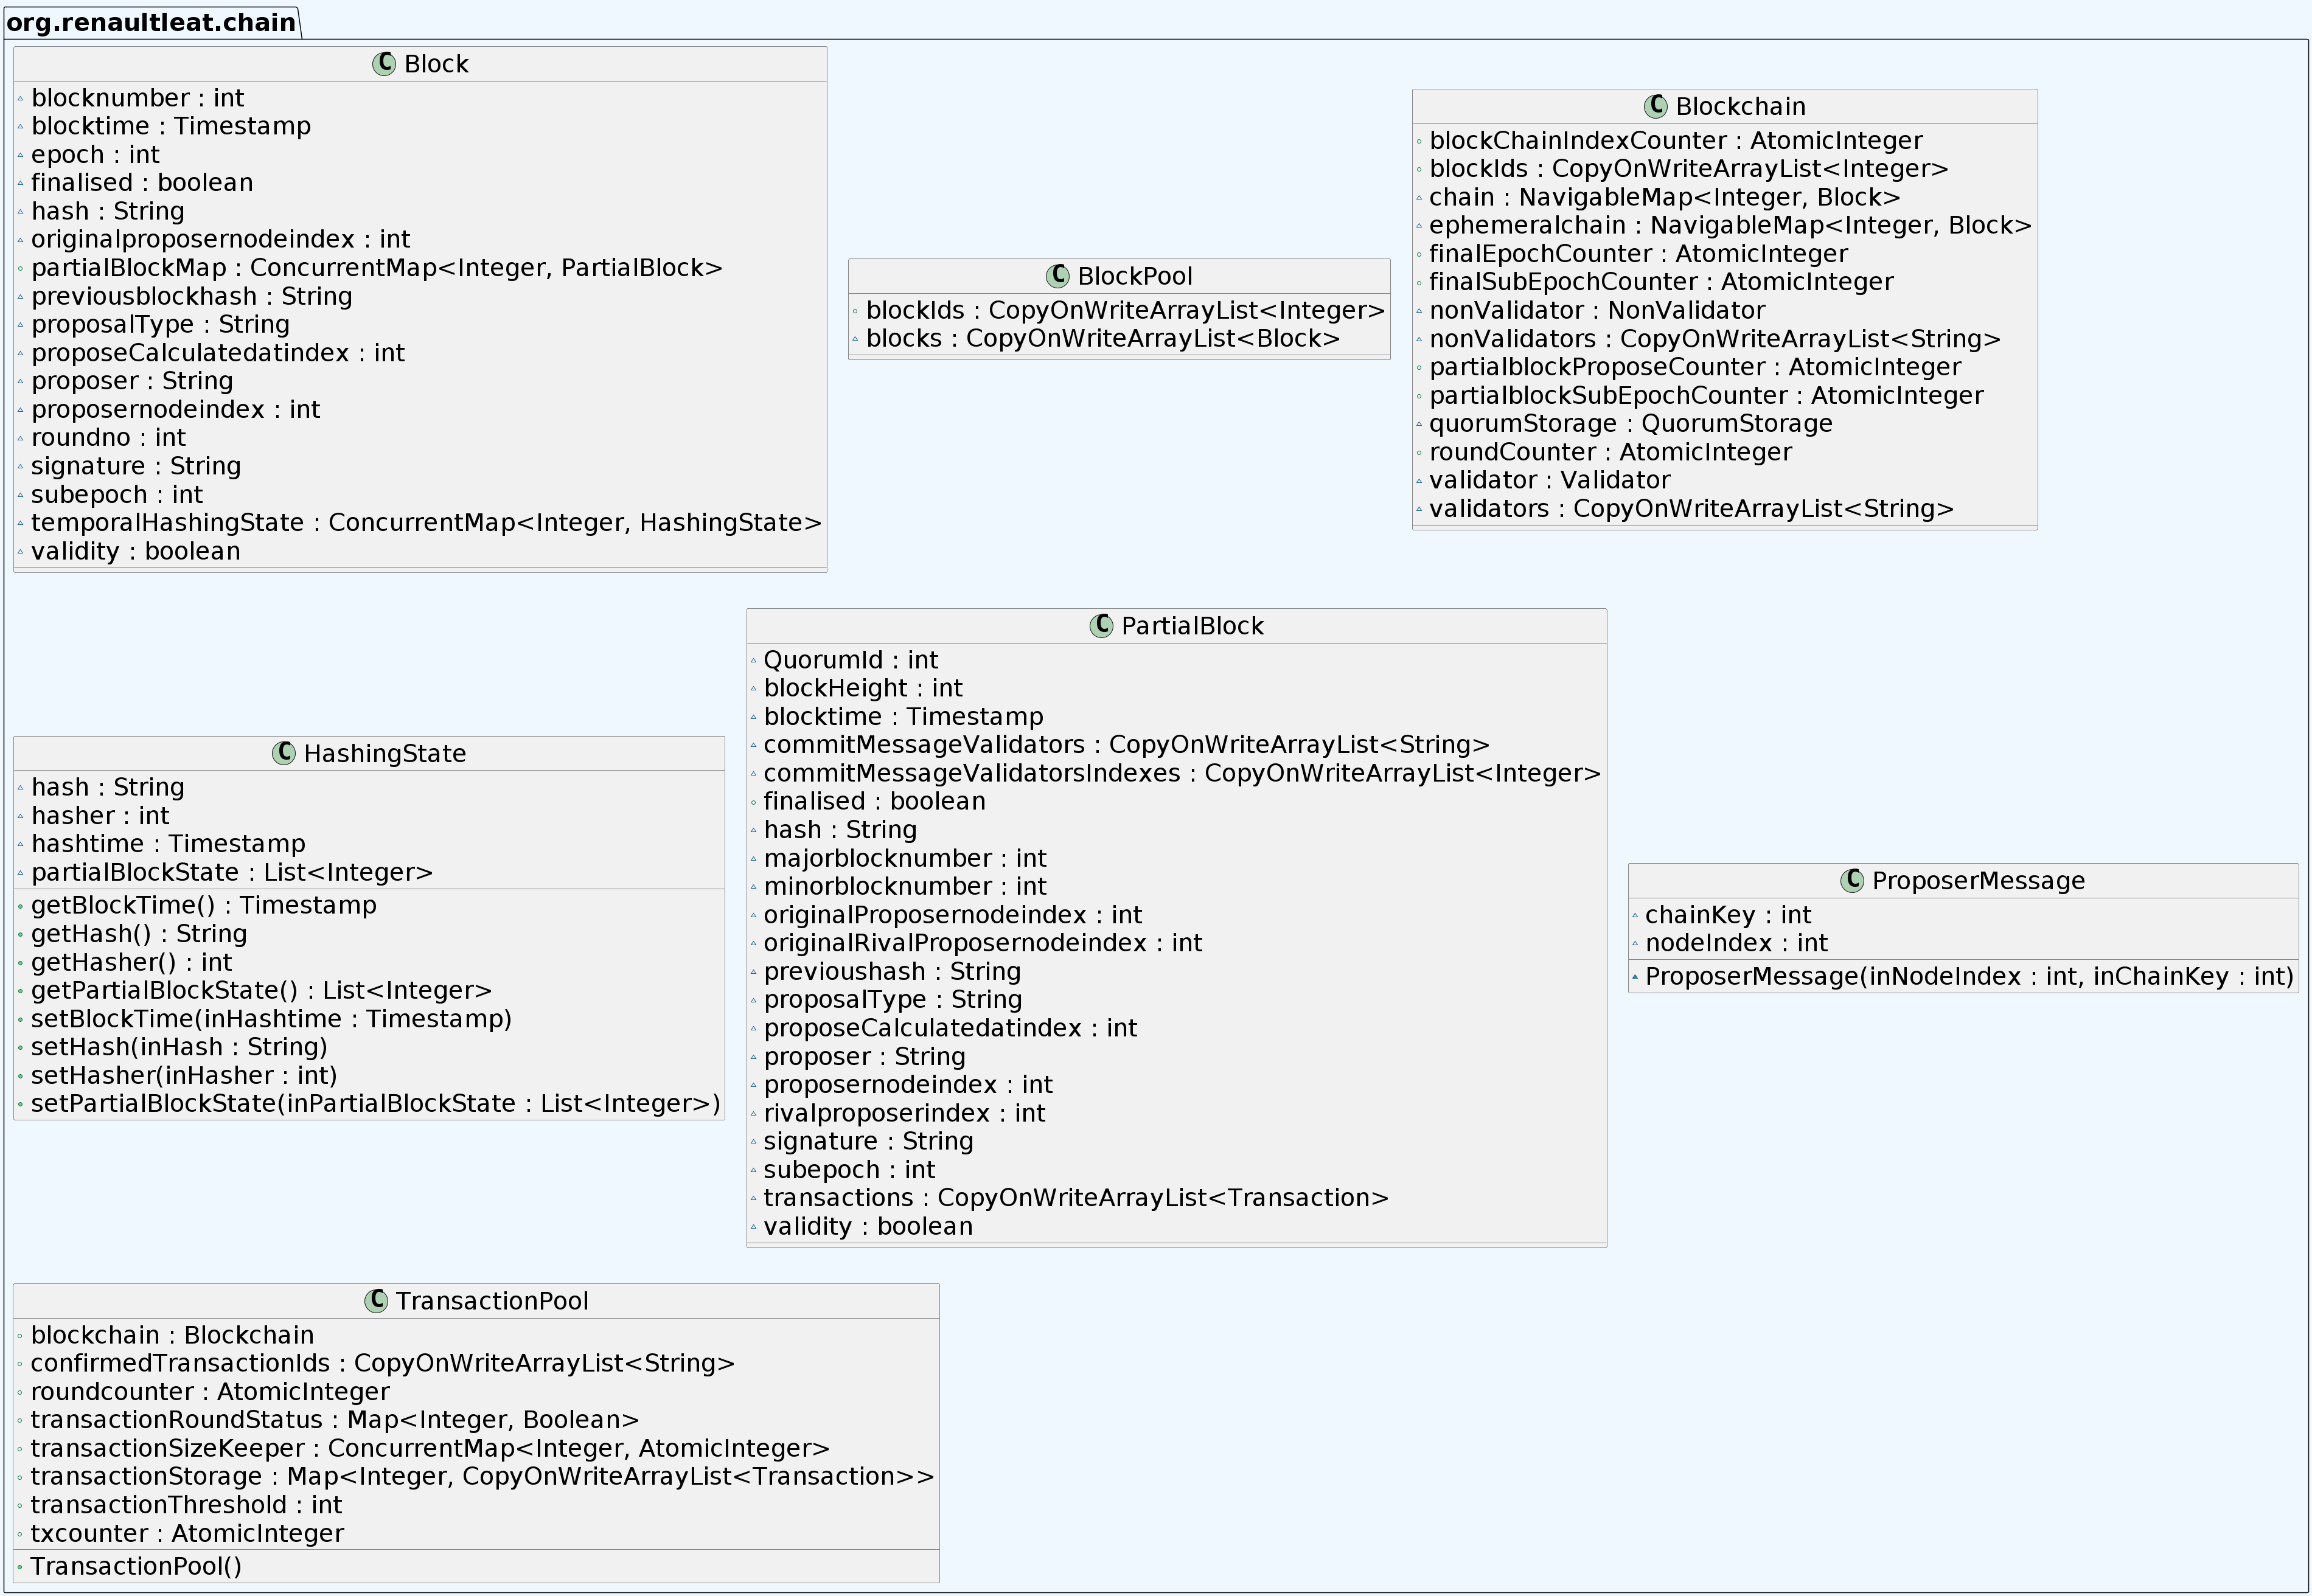 org.renaultleat.chain
C Block
blocknumber : int
blocktime : Timestamp
epoch : int
finalised : boolean
hash : String
originalproposernodeindex : int
partialBlockMap : ConcurrentMap<Integer, PartialBlock>
previousblockhash : String
proposalType : String
proposeCalculatedatindex : int
proposer : String
proposernodeindex : int
roundno : int
signature : String
subepoch : int
temporalHashingState : ConcurrentMap<Integer, HashingState>
validity : boolean
C BlockPool
blockIds : CopyOnWriteArrayList<Integer>
blocks : CopyOnWriteArrayList<Block>
C Blockchain
blockChainIndexCounter : AtomicInteger
blockIds : CopyOnWriteArrayList<Integer>
chain : NavigableMap<Integer, Block>
ephemeralchain : NavigableMap<Integer, Block>
finalEpochCounter : AtomicInteger
finalSubEpochCounter : AtomicInteger
nonValidator : NonValidator
nonValidators : CopyOnWriteArrayList<String>
partialblockProposeCounter : AtomicInteger
partialblockSubEpochCounter : AtomicInteger
quorumStorage : QuorumStorage
roundCounter : AtomicInteger
validator : Validator
validators : CopyOnWriteArrayList<String>
C HashingState
hash : String
hasher : int
hashtime : Timestamp
partialBlockState : List<Integer>
getBlockTime() : Timestamp
getHash() : String
getHasher() : int
getPartialBlockState() : List<Integer>
setBlockTime(inHashtime : Timestamp)
setHash(inHash : String)
setHasher(inHasher : int)
setPartialBlockState(inPartialBlockState : List<Integer>)
C PartialBlock
QuorumId : int
blockHeight : int
blocktime : Timestamp
commitMessageValidators : CopyOnWriteArrayList<String>
commitMessageValidatorsIndexes : CopyOnWriteArrayList<Integer>
finalised : boolean
hash : String
majorblocknumber : int
minorblocknumber : int
originalProposernodeindex : int
originalRivalProposernodeindex : int
previoushash : String
proposalType : String
proposeCalculatedatindex : int
proposer : String
proposernodeindex : int
rivalproposerindex : int
signature : String
subepoch : int
transactions : CopyOnWriteArrayList<Transaction>
validity : boolean
C ProposerMessage
chainKey : int
nodeIndex : int
ProposerMessage(inNodeIndex : int, inChainKey : int)
C TransactionPool
blockchain : Blockchain
confirmedTransactionIds : CopyOnWriteArrayList<String>
roundcounter : AtomicInteger
transactionRoundStatus : Map<Integer, Boolean>
transactionSizeKeeper : ConcurrentMap<Integer, AtomicInteger>
transactionStorage : Map<Integer, CopyOnWriteArrayList<Transaction>>
transactionThreshold : int
txcounter : AtomicInteger
TransactionPool()